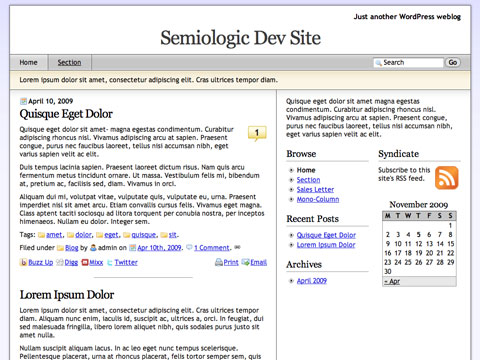 Just another WordPress weblog
Semiologic Dev Site
Home
Section
Search
Go
Lorem ipsum dolor sit amet, consectetur adipiscing elit. Cras ultrices tempor diam.
April 10, 2009
Quisque Eget Dolor
Quisque eget dolor sit amet- magna egestas condimentum. Curabitur
adipiscing rhoncus nisl. Vivamus adipiscing arcu at sapien. Praesent
congue, purus nec faucibus laoreet, tellus nisi accumsan nibh, eget
varius sapien velit ac elit.
1
Duis tempus lacinia sapien. Praesent laoreet dictum risus. Nam quis arcu
fermentum metus tincidunt ornare. Ut massa. Vestibulum felis mi, bibendum
at, pretium ac, facilisis sed, diam. Vivamus in orci.
Aliquam dui mi, volutpat vitae, vulputate quis, vulputate eu, urna. Praesent
imperdiet nisi sit amet arcu. Etiam sapien felis, cursus Vivamus eget magna.
Class aptent taciti sociosqu ad litora torquent per conubia nostra, per inceptos
himenaeos. Nullam eu dolor. Integer sem.
Tags: amet, dolor, eget, quisque, sit.
Filed under Blog by admin on Apr 10th, 2009. 1 Comment.
Buzz Up Digg Mixx Twitter
Print Email
Lorem Ipsum Dolor
Lorem ipsum dolor sit amet, consectetur adipiscing elit. Cras ultrices tempor
diam. Aliquam nunc enim, iaculis id, suscipit ac, ultrices a, orci. In feugiat, dui
sed malesuada fringilla, libero lorem aliquet nibh, quis sodales purus justo sit
amet nulla.
Nullam suscipit aliquam lacus. In ac leo eget nunc tempus scelerisque.
Pellentesque placerat, urna at rhoncus placerat, felis tortor semper sem, quis
Quisque eget dolor sit amet magna egestas condimentum.
Curabitur adipiscing rhoncus nisl. Vivamus adipiscing arcu
at sapien. Praesent congue, purus nec faucibus laoreet,
tellus nisi accumsan nibh, eget varius sapien velit ac elit.
Browse
Home
Section
Sales Letter
Mono-Column
Recent Posts
Quisque Eget Dolor
Lorem Ipsum Dolor
Archives
April 2009
Syndicate
Subscribe to this
site's RSS feed.
November 2009
M T W T F S S
1
2 3 4 5 6 7 8
9 10 11 12 13 14 15
16 17 18 19 20 21 22
23 24 25 26 27 28 29
30
« Apr